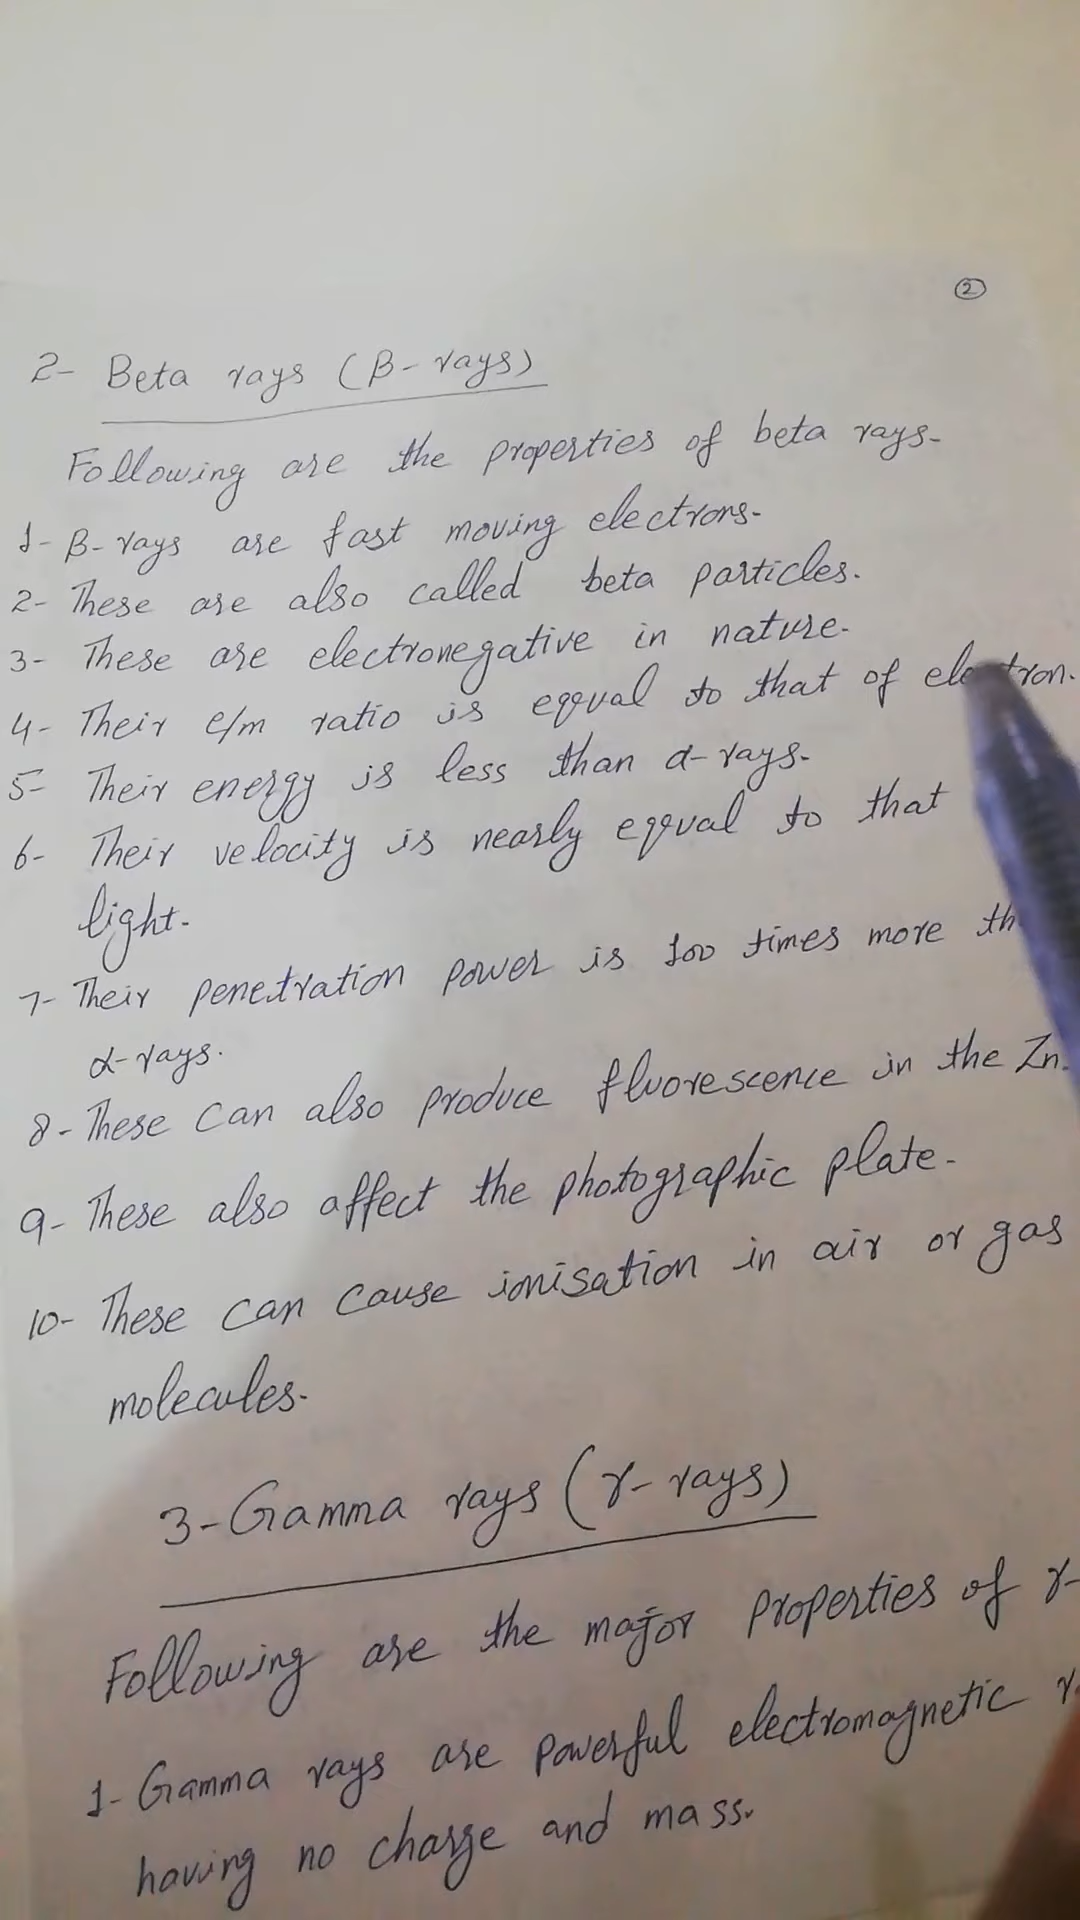 2
2- Beta rays (β-rays)
Following are the properties of beta rays-
1- β-rays are fast moving electrons-
2- These are also called beta particles.
3- These are electronegative in nature-
4- Their e/m ratio is equal to that of electron.
5- Their energy is less than α-rays-
6- Their velocity is nearly equal to that
light-
7- Their penetration power is 100 times more
α-rays.
8- These can also produce fluorescence in the
9- These also affect the photographic plate-
10- These can cause ionisation in air or gas
molecules-
3- Gamma rays (γ-rays)
Following are the major properties of γ-
1- Gamma rays are powerful electromagnetic
having no charge and mass.